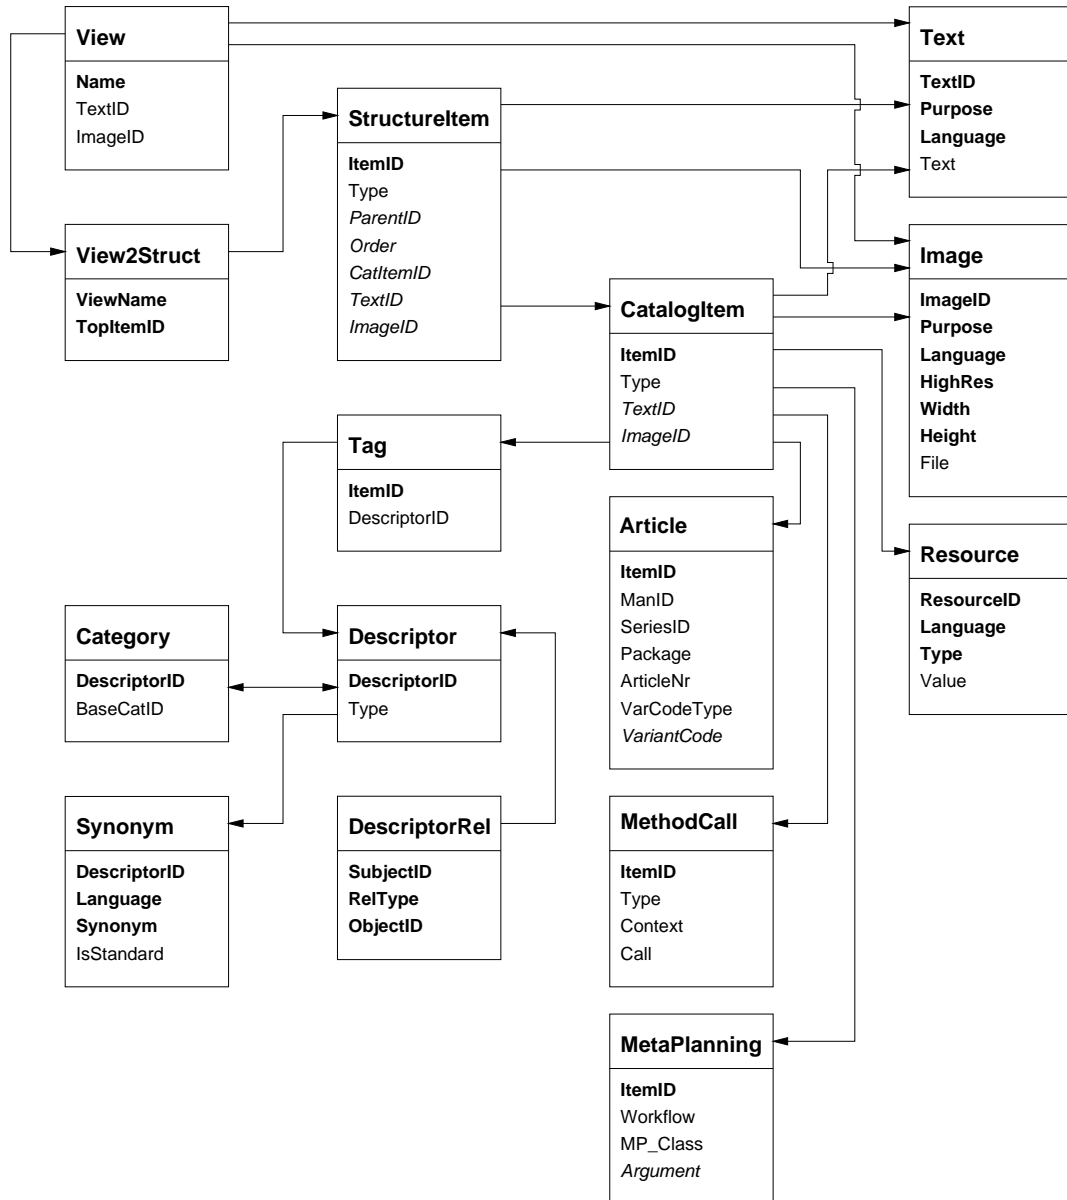 View
Name
TextID
ImageID
Text
TextID
Purpose
Language
Text
StructureItem
ItemID
Type
ParentID
Order
CatItemID
TextID
ImageID
View2Struct
ViewName
TopItemID
Image
ImageID
Purpose
Language
HighRes
Width
Height
File
CatalogItem
ItemID
Type
TextID
ImageID
Tag
ItemID
DescriptorID
Article
ItemID
ManID
SeriesID
Package
ArticleNr
VarCodeType
VariantCode
Resource
ResourceID
Language
Type
Value
Category
DescriptorID
BaseCatID
Descriptor
DescriptorID
Type
Synonym
DescriptorID
Language
Synonym
IsStandard
DescriptorRel
SubjectID
RelType
ObjectID
MethodCall
ItemID
Type
Context
Call
MetaPlanning
ItemID
Workflow
MP_Class
Argument